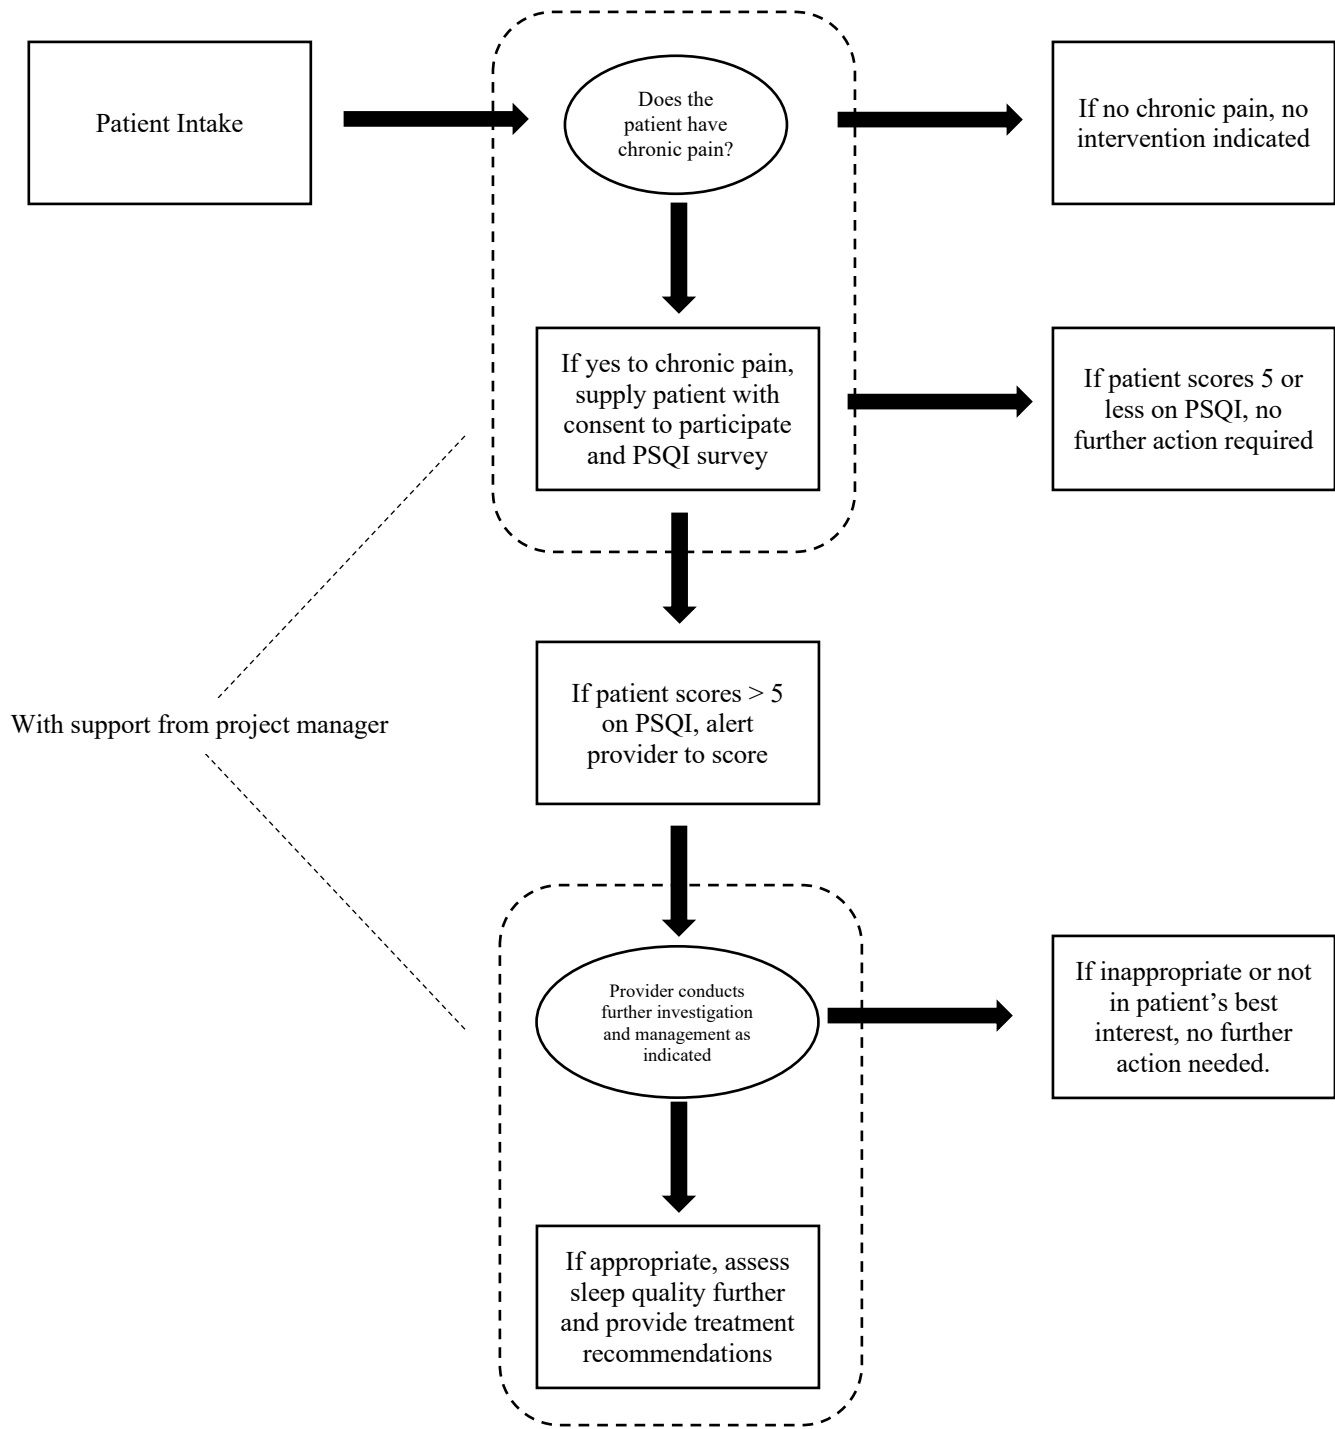 Patient Intake
Does the
patient have
chronic pain?
If no chronic pain, no
intervention indicated
If yes to chronic pain,
supply patient with
consent to participate
and PSQI survey
If patient scores 5 or
less on PSQI, no
further action required
With support from project manager
If patient scores > 5
on PSQI, alert
provider to score
Provider conducts
further investigation
and management as
indicated
If inappropriate or not
in patient’s best
interest, no further
action needed.
If appropriate, assess
sleep quality further
and provide treatment
recommendations